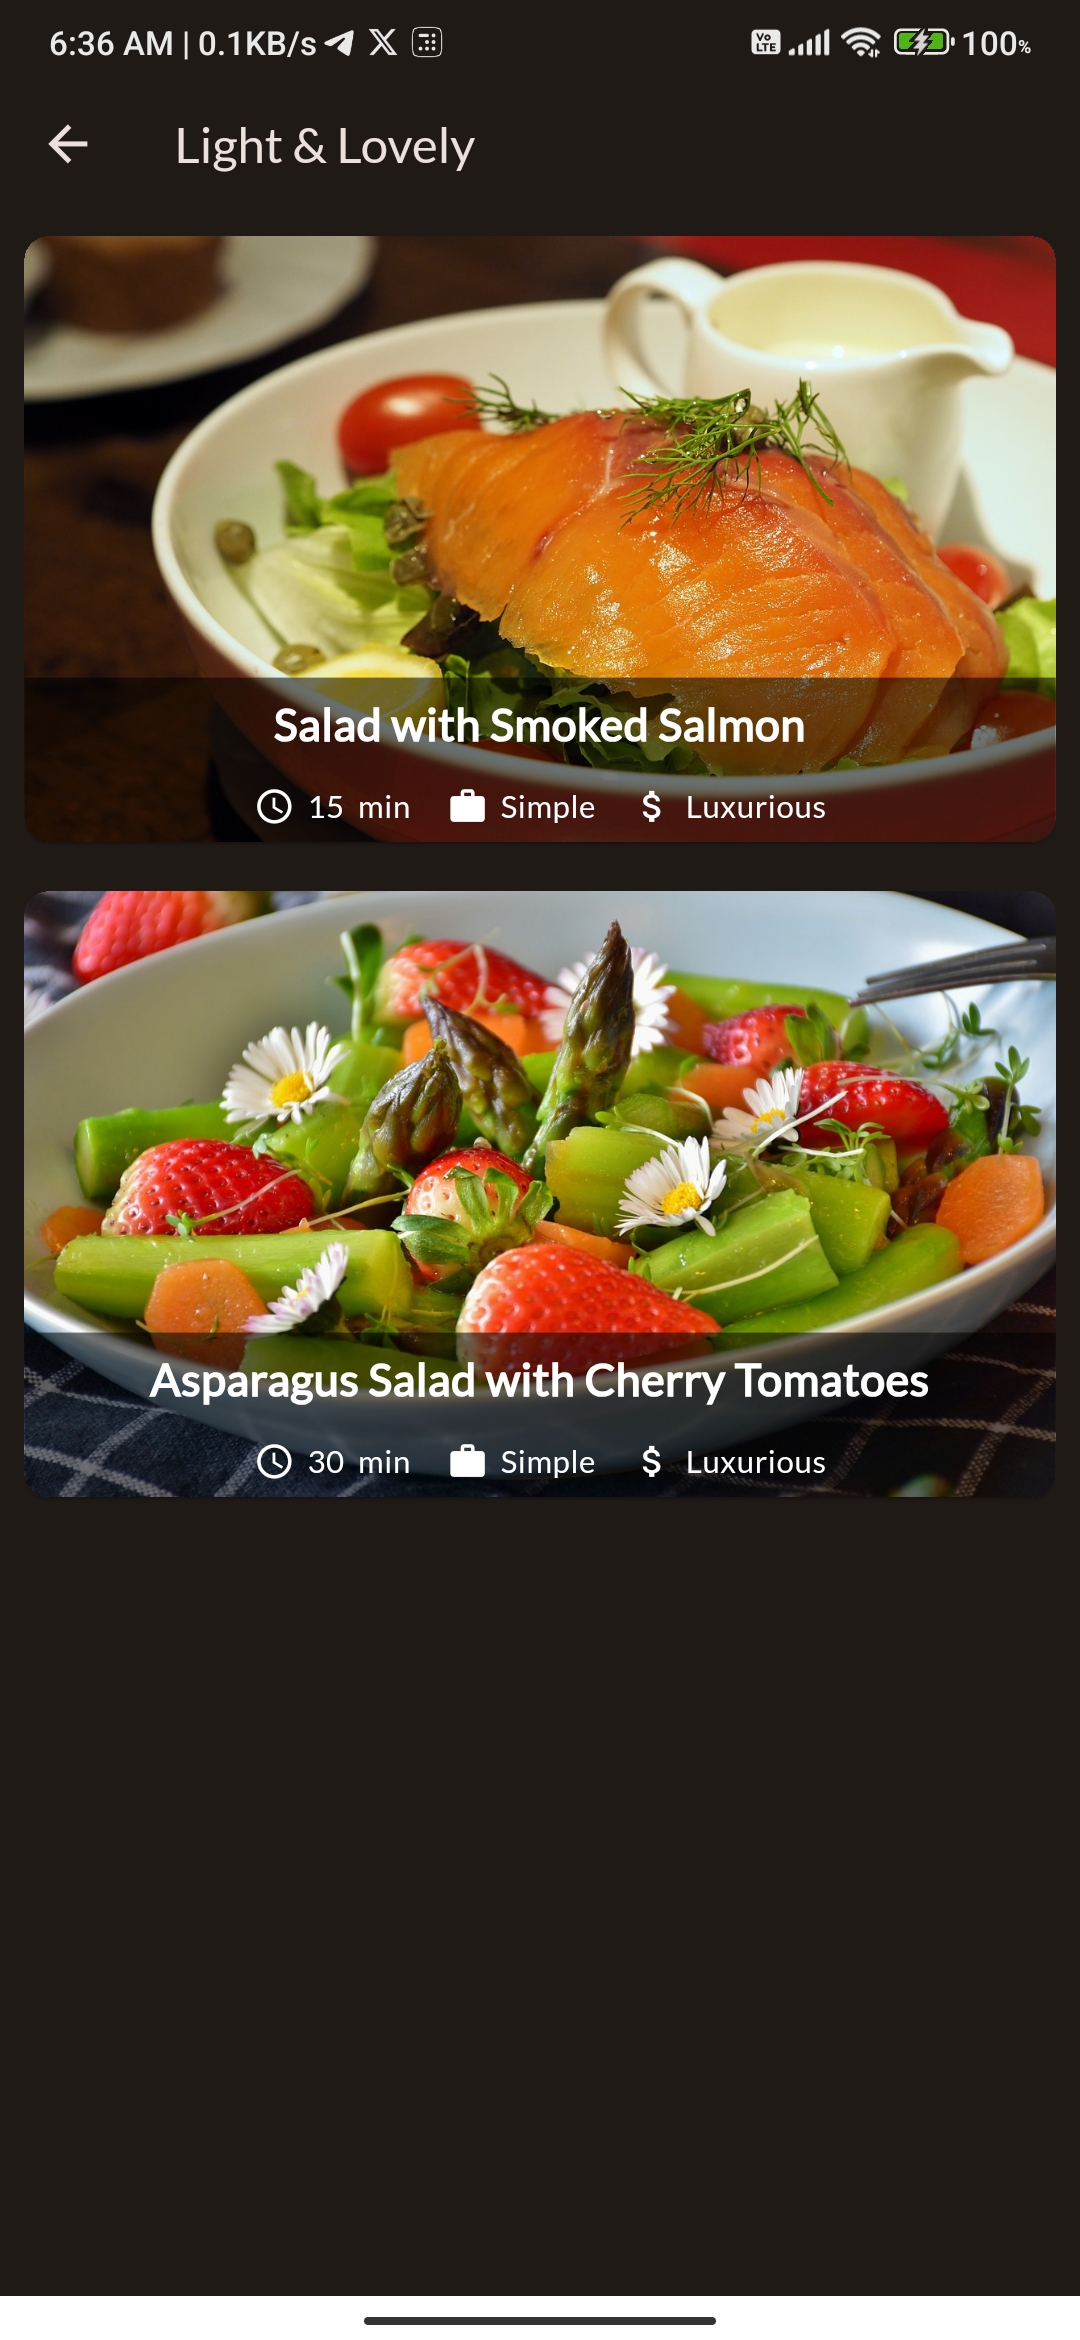 6:36 AM | 0.1KB/s Vo LTE 100%
Light & Lovely
Salad with Smoked Salmon
15 min Simple $ Luxurious
Asparagus Salad with Cherry Tomatoes
30 min Simple $ Luxurious